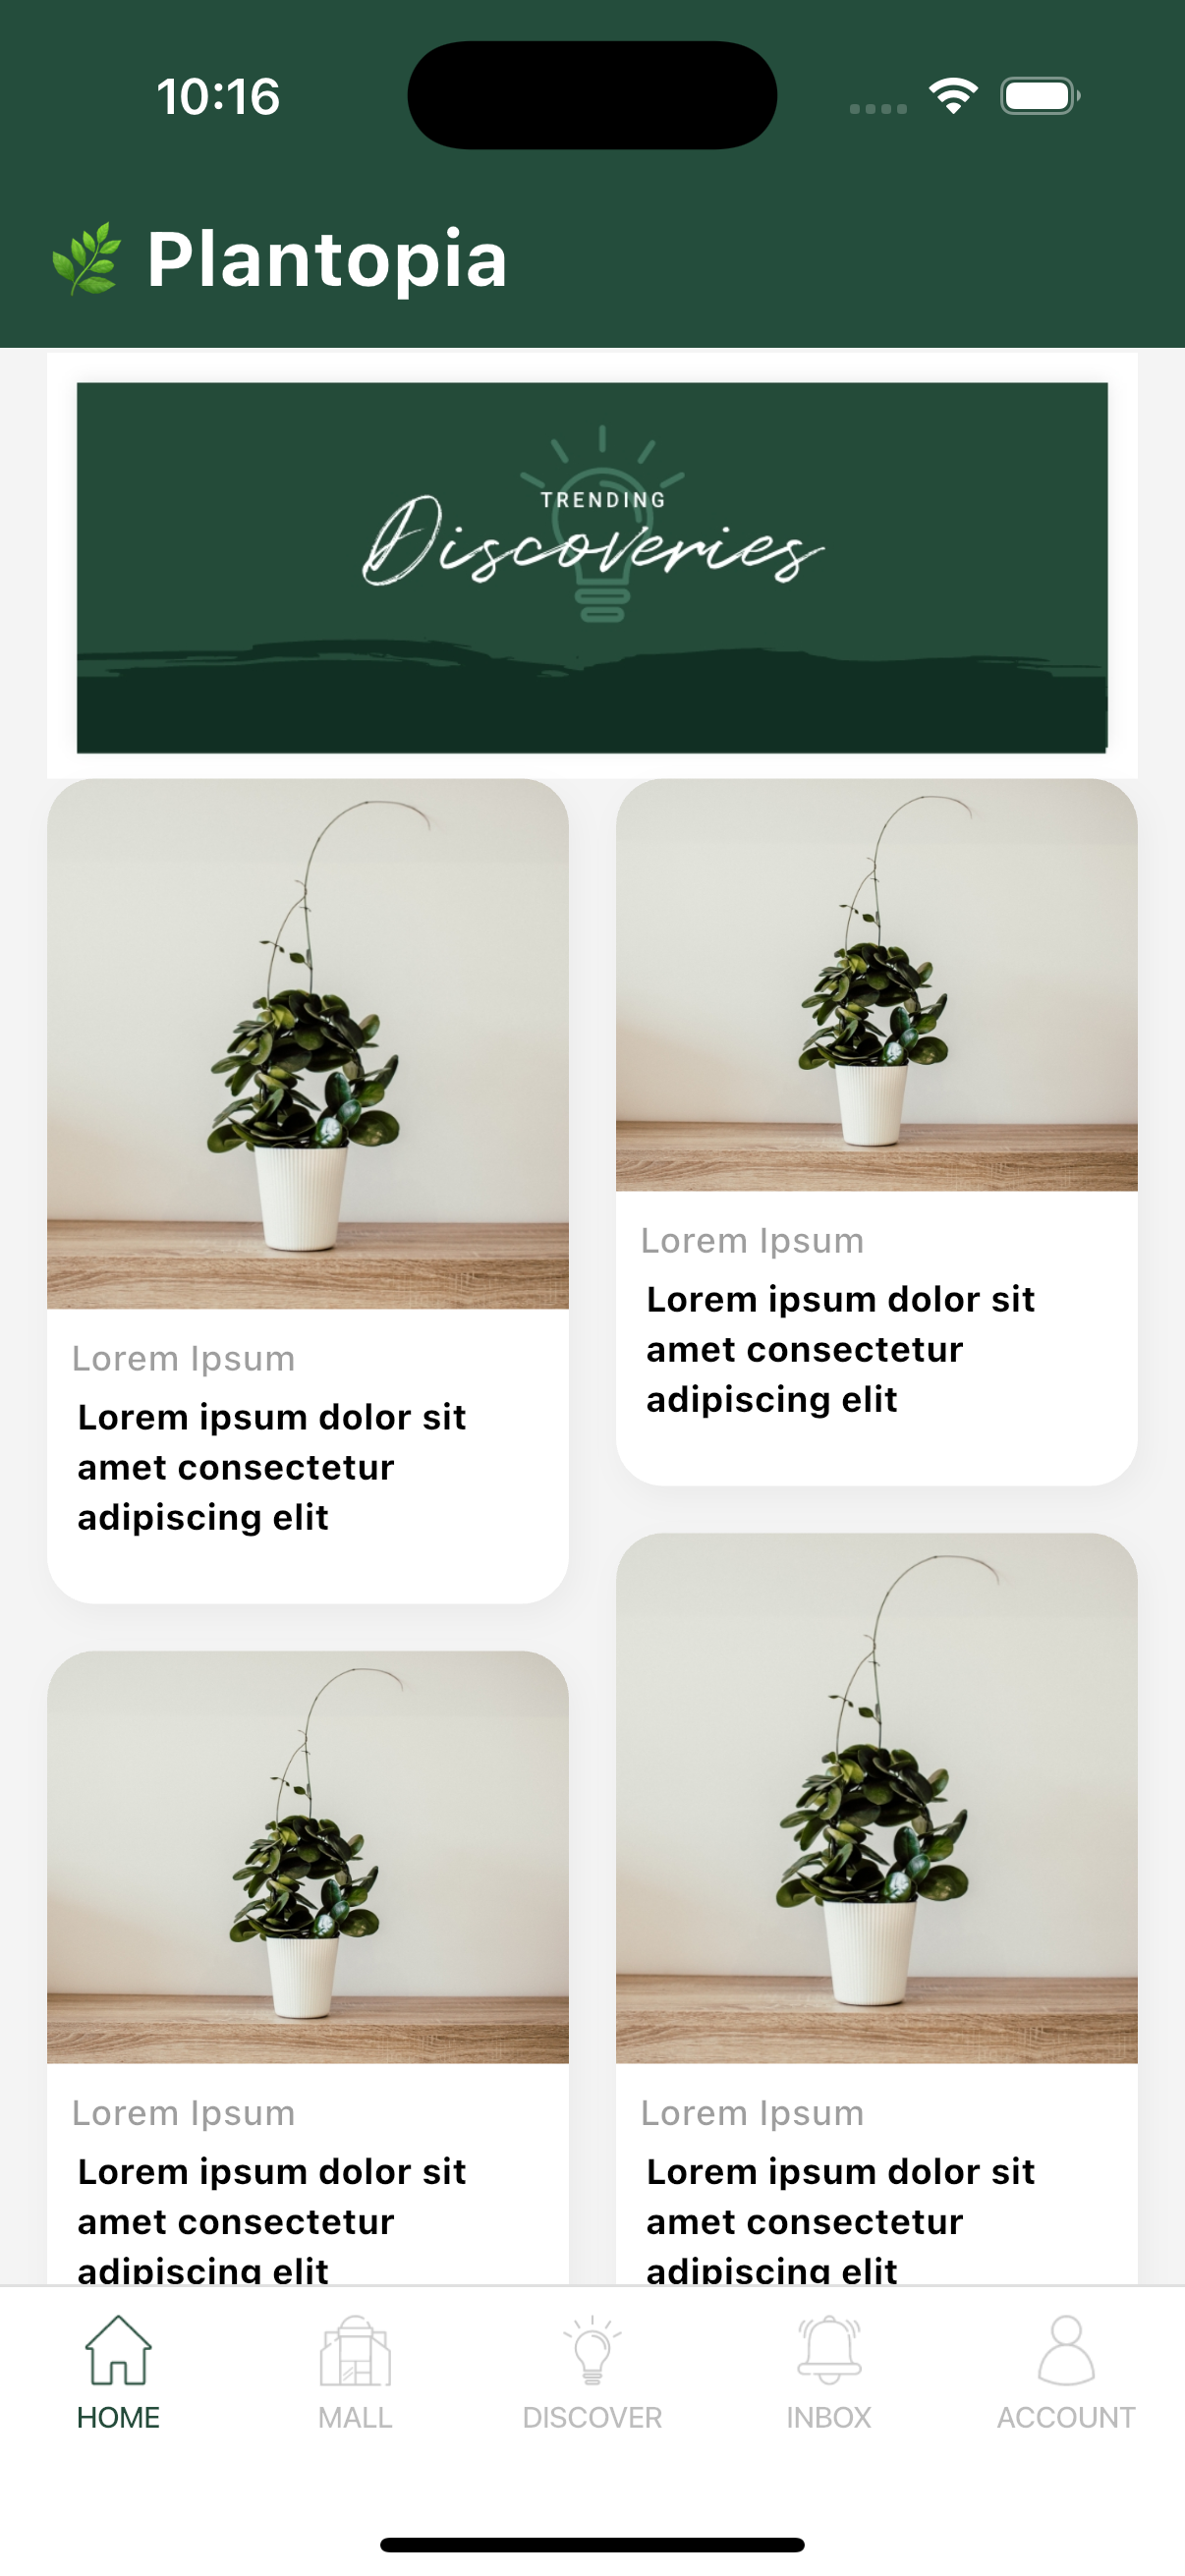 10:16
Plantopia
TRENDING
Discoveries
Lorem Ipsum
Lorem ipsum dolor sit
amet consectetur
adipiscing elit
Lorem Ipsum
Lorem ipsum dolor sit
amet consectetur
adipiscing elit
Lorem Ipsum
Lorem ipsum dolor sit
amet consectetur
adipiscing elit
Lorem Ipsum
Lorem ipsum dolor sit
amet consectetur
adipiscing elit
HOME
MALL
DISCOVER
INBOX
ACCOUNT